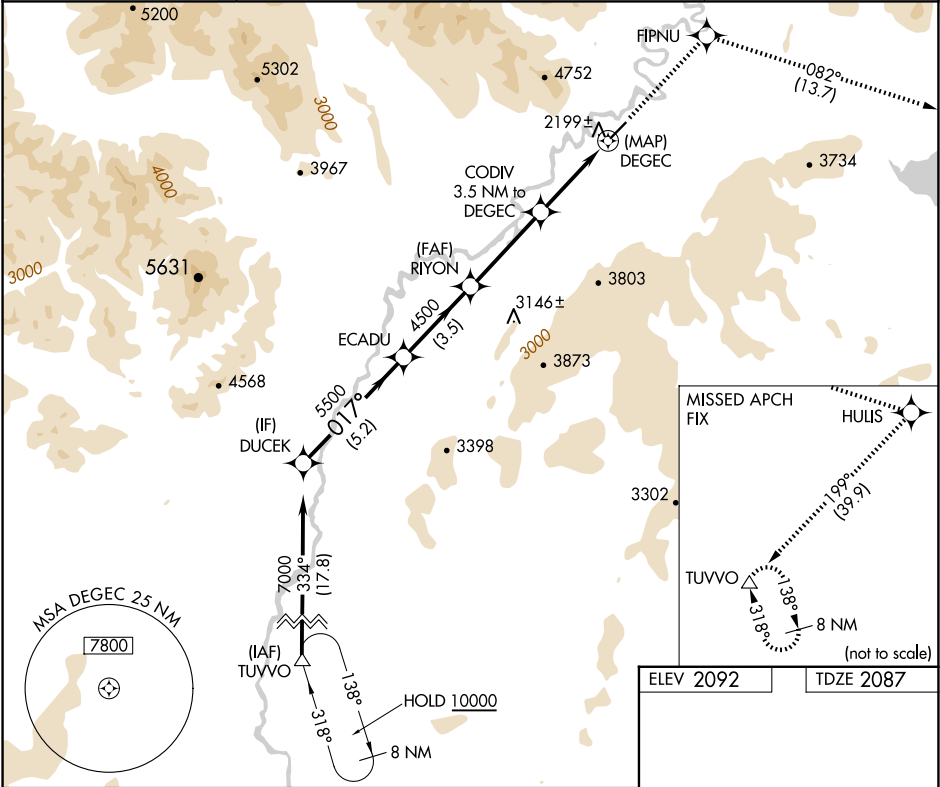 5200
5302
3000
4752
FIPNU
082°
(13.7)
2199±
(MAP)
DEGEC
3967
4000
CODIV
3.5 NM to
DEGEC
3734
3000
5631
(FAF)
RIYON
3803
3146±
3000
4500
(3.5)
ECADU
3873
4568
5500
017°
(5.2)
(IF)
DUCEK
3398
3302
MISSED APCH
FIX
HULIS
199°
(39.9)
TUVVO
138°
318°
8 NM
(not to scale)
7000
334°
(17.8)
(IAF)
TUVVO
138°
318°
HOLD 10000
8 NM
MSA DEGEC 25 NM
7800
ELEV 2092
TDZE 2087